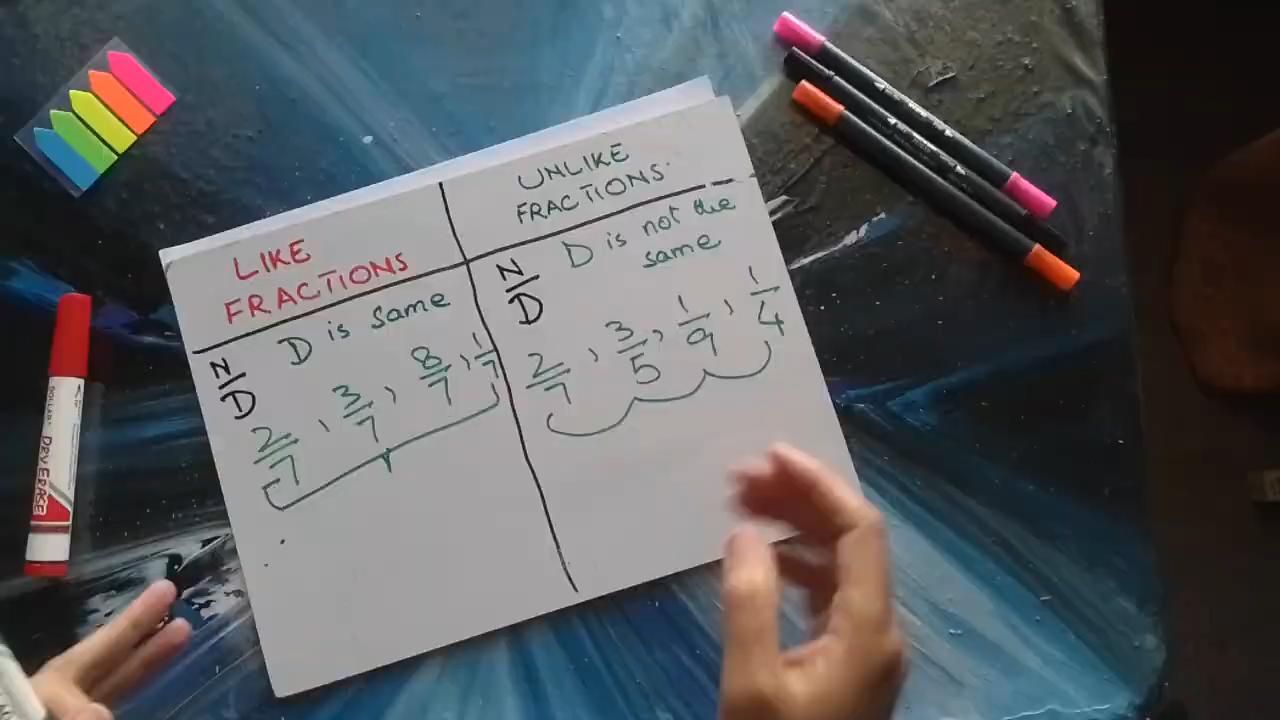 LIKE
FRACTIONS
D is same
N/D
2/7, 3/7, 8/7, 1/7
UNLIKE
FRACTIONS.
D is not the
same
N/D
2/7, 3/5, 1/9, 1/4
DOLLAR
DRY ERASE